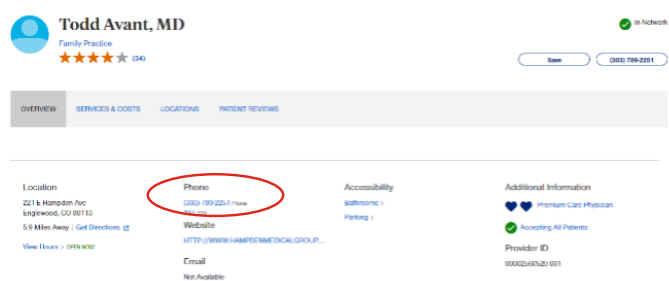 Todd Avant, MD
In Network
Family Practice
(34)
Save
(303) 789-2251
OVERVIEW
SERVICES & COSTS
LOCATIONS
PATIENT REVIEWS
Location
Phone
Accessibility
Additional Information
221 E Hampden Ave
(303) 789-2251 Phone
Bathrooms >
Premium Care Physician
Englewood, CO 80113
Parking >
5.9 Miles Away | Get Directions
Website
Accepting All Patients
View Hours > OPEN NOW
HTTP://WWW.HAMPDENMEDICALGROUP....
Provider ID
Email
00002560520 001
Not Available